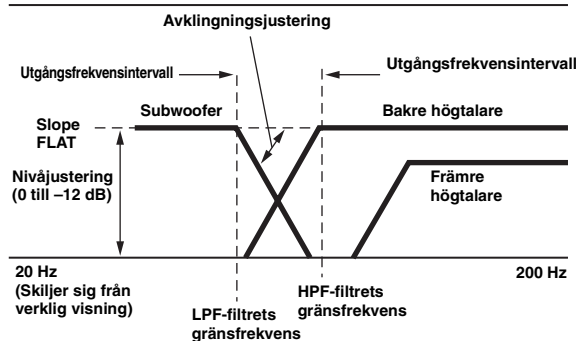 Avklingningsjustering
Utgångsfrekvensintervall
Utgångsfrekvensintervall
Subwoofer
Bakre högtalare
Slope
FLAT
Nivåjustering
(0 till –12 dB)
Främre
högtalare
20 Hz
(Skiljer sig från
verklig visning)
200 Hz
LPF-filtrets
gränsfrekvens
HPF-filtrets
gränsfrekvens